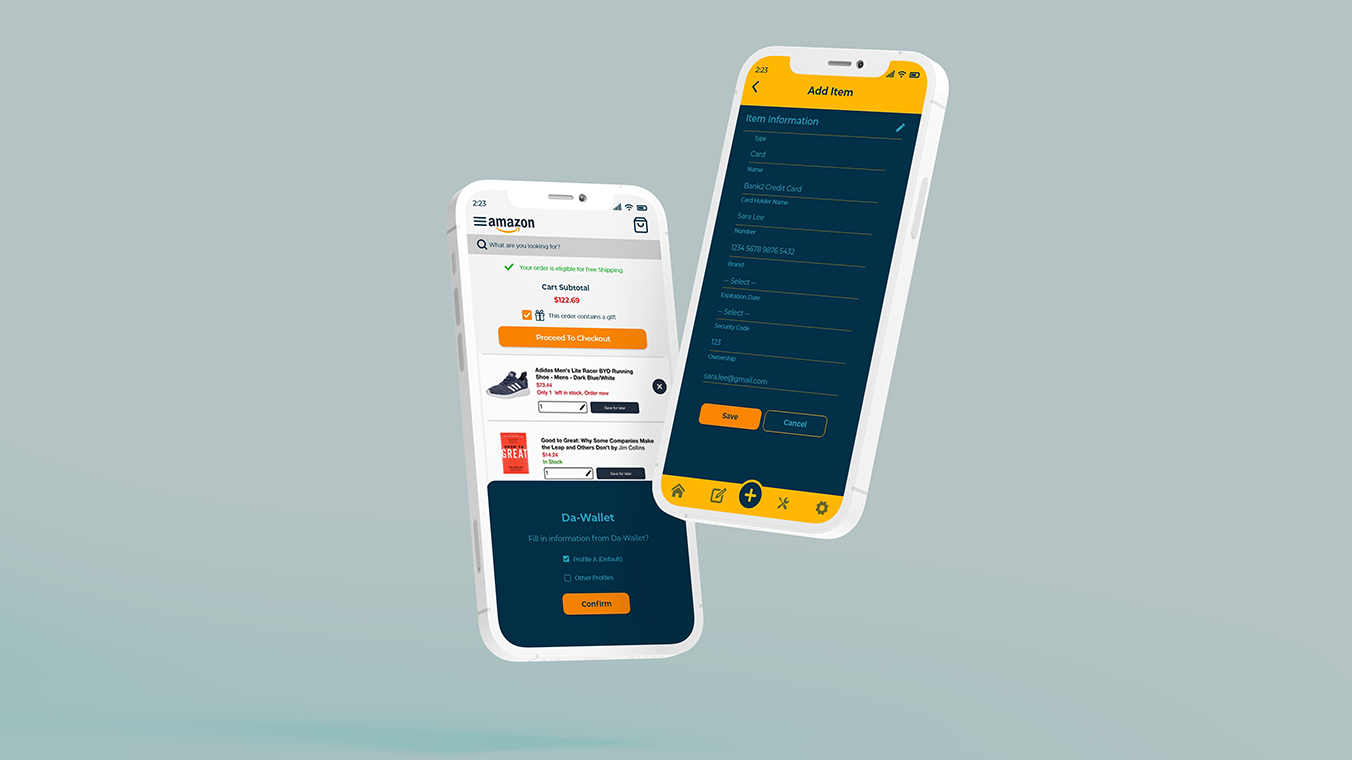 2:23
amazon
What are you looking for?
Your order is eligible for free Shipping
Cart Subtotal
$122.69
This order contains a gift
Proceed To Checkout
Adidas Men's Lite Racer BYD Running
Shoe - Mens - Dark Blue/White
$73.44
Only 1 left in stock, Order now
1
Save for later
GOOD TO
GREAT
Good to Great: Why Some Companies Make
the Leap and Others Don't by Jim Collins
$14.24
In Stock
1
Save for later
Da-Wallet
Fill in information from Da-Wallet?
Profile A (Default)
Other Profiles
Confirm
2:23
Add Item
Item Information
Type
Card
Name
Bank2 Credit Card
Card Holder Name
Sara Lee
Number
1234 5678 9876 5432
Brand
-- Select --
Expiration Date
-- Select --
Security Code
123
Ownership
sara.lee@gmail.com
Save
Cancel